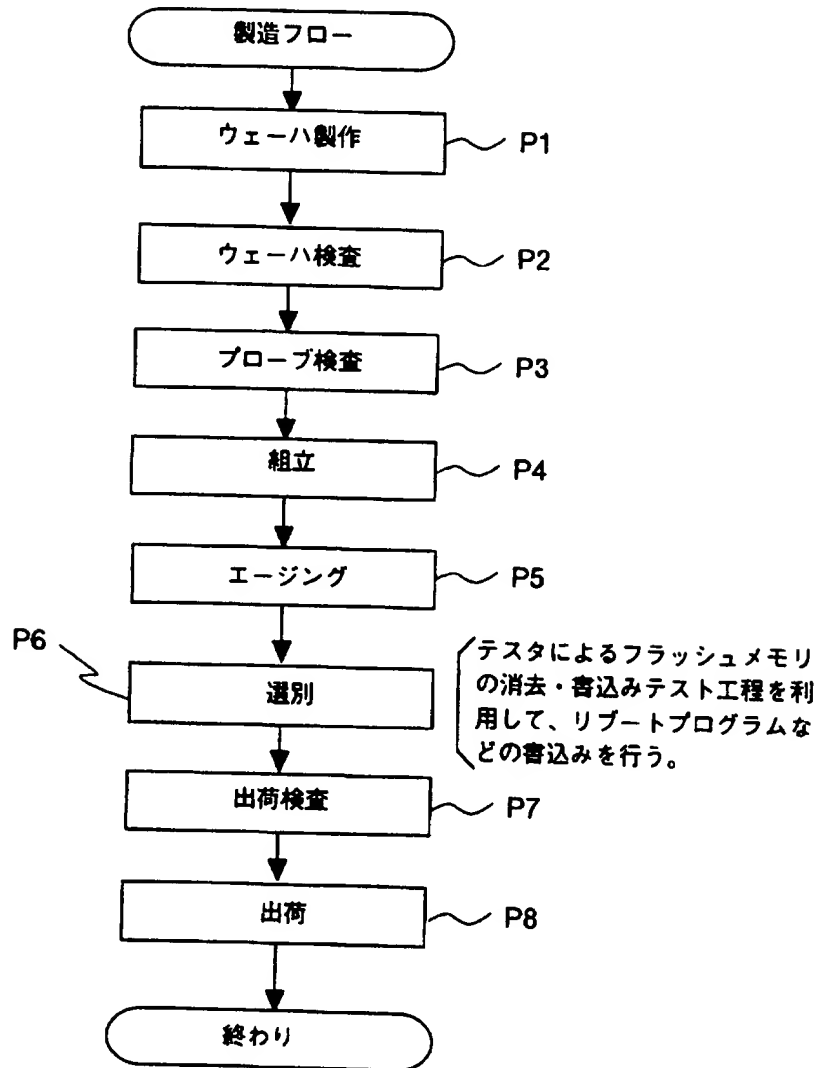 製造フロー
ウェーハ製作
P1
ウェーハ検査
P2
プローブ検査
P3
組立
P4
エージング
P5
P6
選別
テスタによるフラッシュメモリ
の消去・書込みテスト工程を利
用して、リブートプログラムな
どの書込みを行う。
出荷検査
P7
出荷
P8
終わり